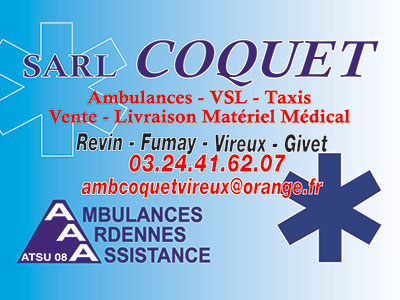 SARL COQUET
Ambulances - VSL - Taxis
Vente - Livraison Matériel Médical
Revin - Fumay - Vireux - Givet
03.24.41.62.07
ambcoquetvireux@orange.fr
AMBULANCES
ARDENNES
ASSISTANCE
ATSU 08